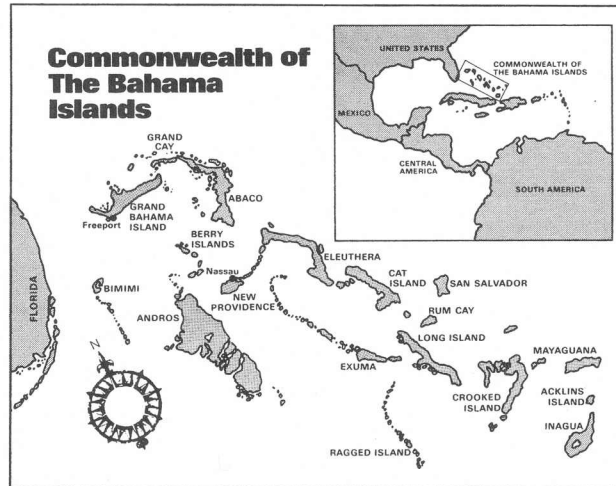 Commonwealth of
The Bahama
Islands
UNITED STATES
COMMONWEALTH OF
THE BAHAMA ISLANDS
MEXICO
CENTRAL
AMERICA
SOUTH AMERICA
GRAND
CAY
ABACO
GRAND
BAHAMA
ISLAND
Freeport
BERRY
ISLANDS
ELEUTHERA
Nassau
NEW
PROVIDENCE
CAT
ISLAND
SAN SALVADOR
BIMIMI
FLORIDA
ANDROS
RUM CAY
LONG ISLAND
EXUMA
MAYAGUANA
CROOKED
ISLAND
ACKLINS
ISLAND
INAGUA
RAGGED ISLAND
N